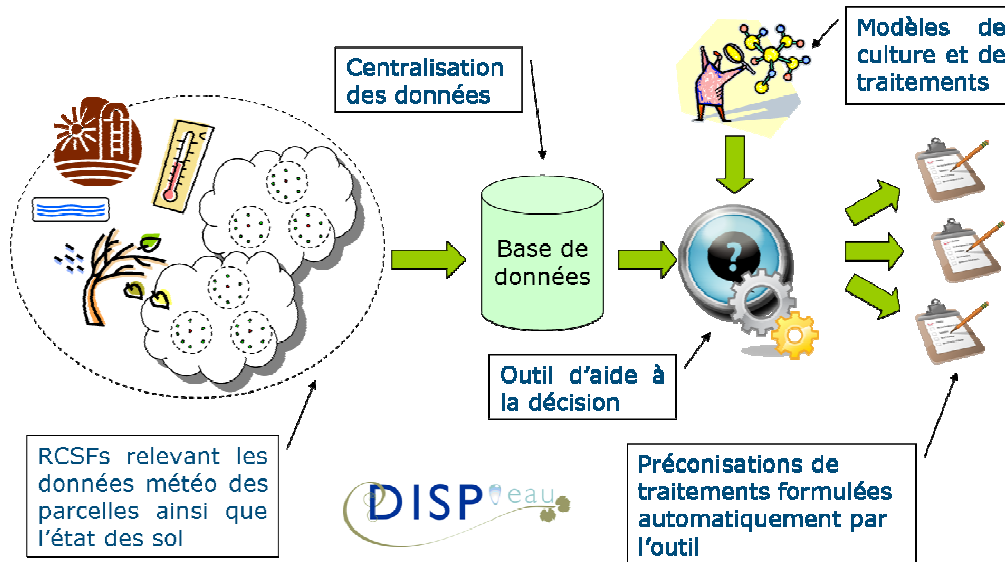 Centralisation
des données
Modèles de
culture et de
traitements
Base de
données
?
Outil d'aide à
la décision
RCSFs relevant les
données météo des
parcelles ainsi que
l'état des sol
DISP'eau
Préconisations de
traitements formulées
automatiquement par
l'outil